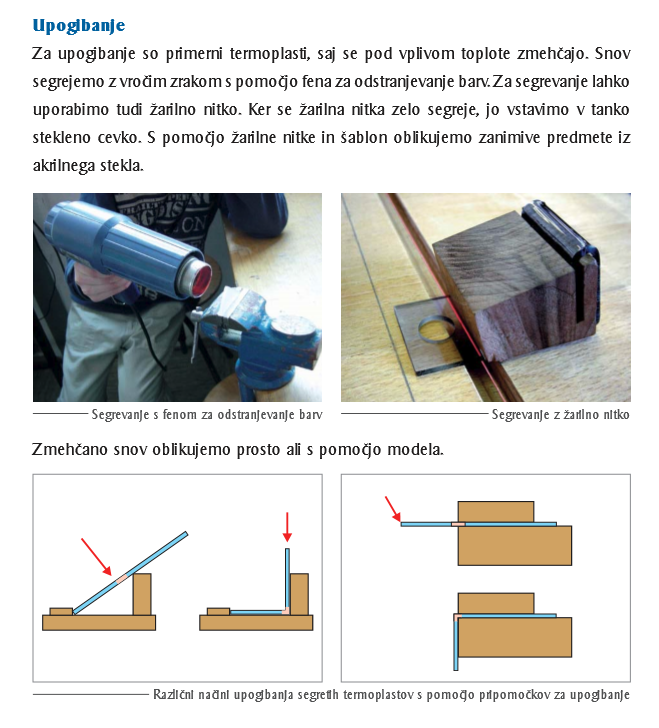 Upogibanje
Za upogibanje so primerni termoplasti, saj se pod vplivom toplote zmehčajo. Snov
segrejemo z vročim zrakom s pomočjo fena za odstranjevanje barv. Za segrevanje lahko
uporabimo tudi žarilno nitko. Ker se žarilna nitka zelo segreje, jo vstavimo v tanko
stekleno cevko. S pomočjo žarilne nitke in šablon oblikujemo zanimive predmete iz
akrilnega stekla.
Segrevanje s fenom za odstranjevanje barv
Segrevanje z žarilno nitko
Zmehčano snov oblikujemo prosto ali s pomočjo modela.
Različni načini upogibanja segretih termoplastov s pomočjo pripomočkov za upogibanje